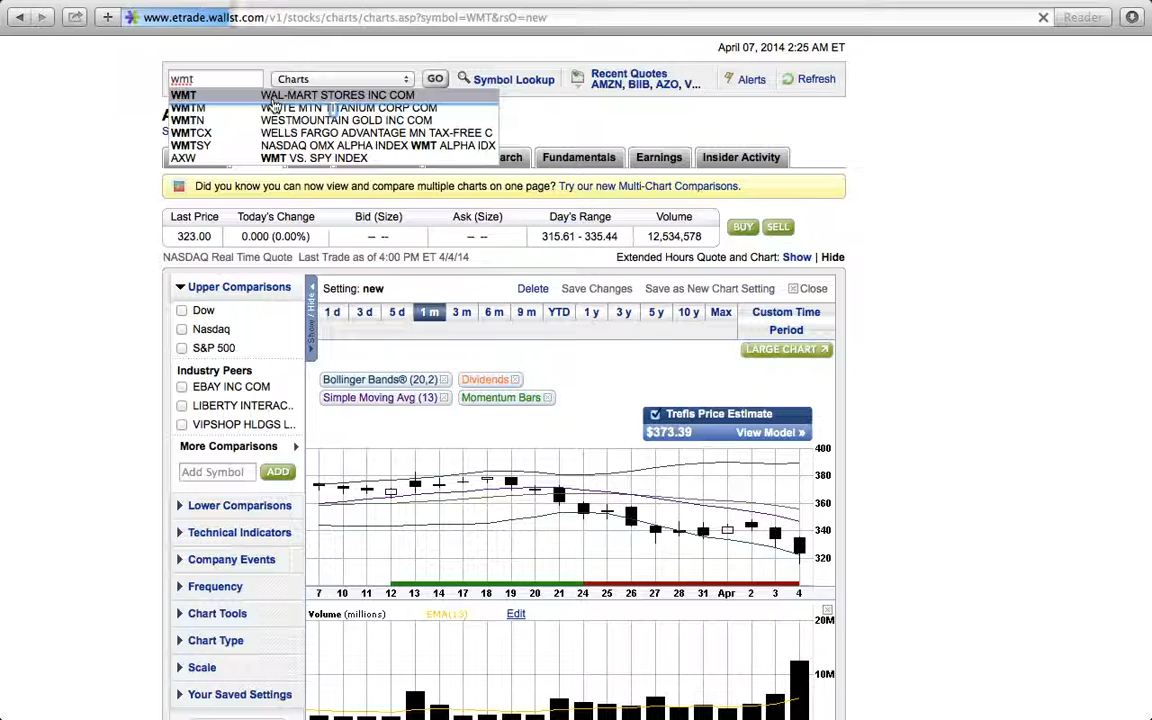 www.etrade.wallst.com/v1/stocks/charts/charts.asp?symbol=WMT&rsO=new
Reader
April 07, 2014 2:25 AM ET
wmt
Charts
GO
Symbol Lookup
Recent Quotes
AMZN, BIIB, AZO, V...
Alerts
Refresh
WMT WAL-MART STORES INC COM
WMTM WHITE MTN TITANIUM CORP COM
WMTN WESTMOUNTAIN GOLD INC COM
WMTCX WELLS FARGO ADVANTAGE MN TAX-FREE C
WMTSY NASDAQ OMX ALPHA INDEX WMT ALPHA IDX
AXW WMT VS. SPY INDEX
Fundamentals
Earnings
Insider Activity
Did you know you can now view and compare multiple charts on one page? Try our new Multi-Chart Comparisons.
Last Price Today's Change Bid (Size) Ask (Size) Day's Range Volume
323.00 0.000 (0.00%) -- -- -- -- 315.61 - 335.44 12,534,578
BUY
SELL
NASDAQ Real Time Quote Last Trade as of 4:00 PM ET 4/4/14
Extended Hours Quote and Chart: Show | Hide
Upper Comparisons
Dow
Nasdaq
S&P 500
Industry Peers
EBAY INC COM
LIBERTY INTERAC..
VIPSHOP HLDGS L..
More Comparisons
Add Symbol
ADD
Lower Comparisons
Technical Indicators
Company Events
Frequency
Chart Tools
Chart Type
Scale
Your Saved Settings
Show / Hide
Setting: new
Delete
Save Changes
Save as New Chart Setting
Close
1 d 3 d 5 d 1 m 3 m 6 m 9 m YTD 1 y 3 y 5 y 10 y Max
Custom Time
Period
LARGE CHART
Bollinger Bands® (20,2)
Dividends
Simple Moving Avg (13)
Momentum Bars
Trefis Price Estimate
$373.39
View Model »
400
380
360
340
320
7 10 11 12 13 14 17 18 19 20 21 24 25 26 27 28 31 Apr 2 3 4
Volume (millions)
EMA(13)
Edit
20M
10M